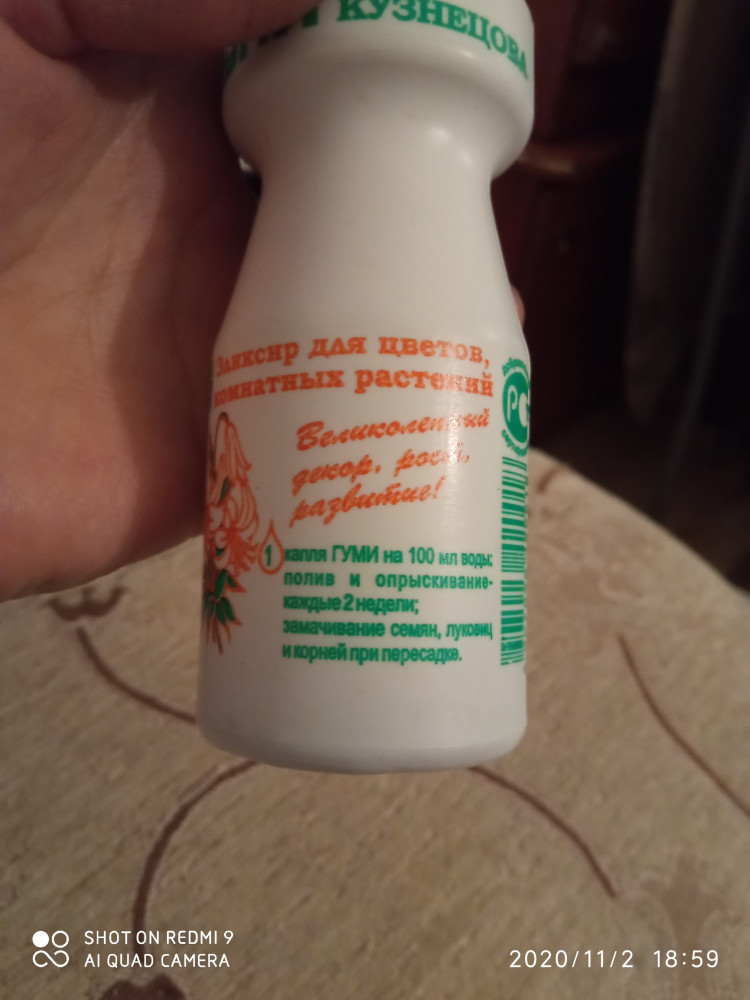 КУЗНЕЦОВА
Эликсир для цветов,
комнатных растений
Великолепный
декор, рост,
развитие!
1 капля ГУМИ на 100 мл воды:
полив и опрыскивание-
каждые 2 недели;
замачивание семян, луковиц
и корней при пересадке.
РС
SHOT ON REDMI 9
AI QUAD CAMERA
2020/11/2 18:59